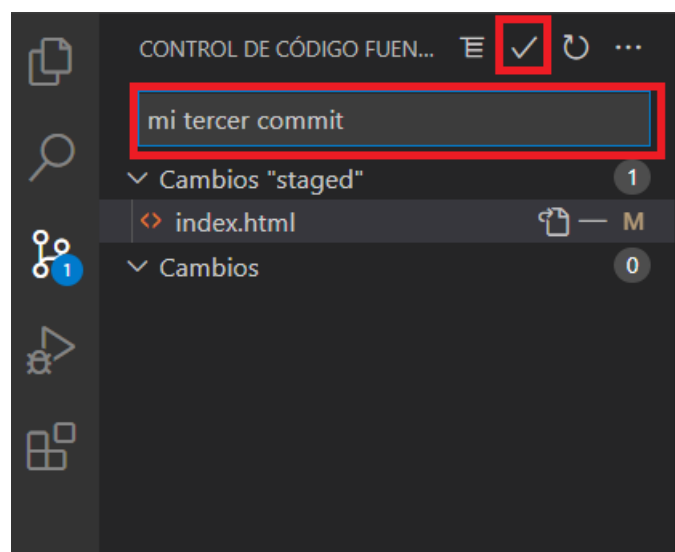 CONTROL DE CÓDIGO FUEN...
mi tercer commit
Cambios "staged" 1
index.html M
Cambios 0
1